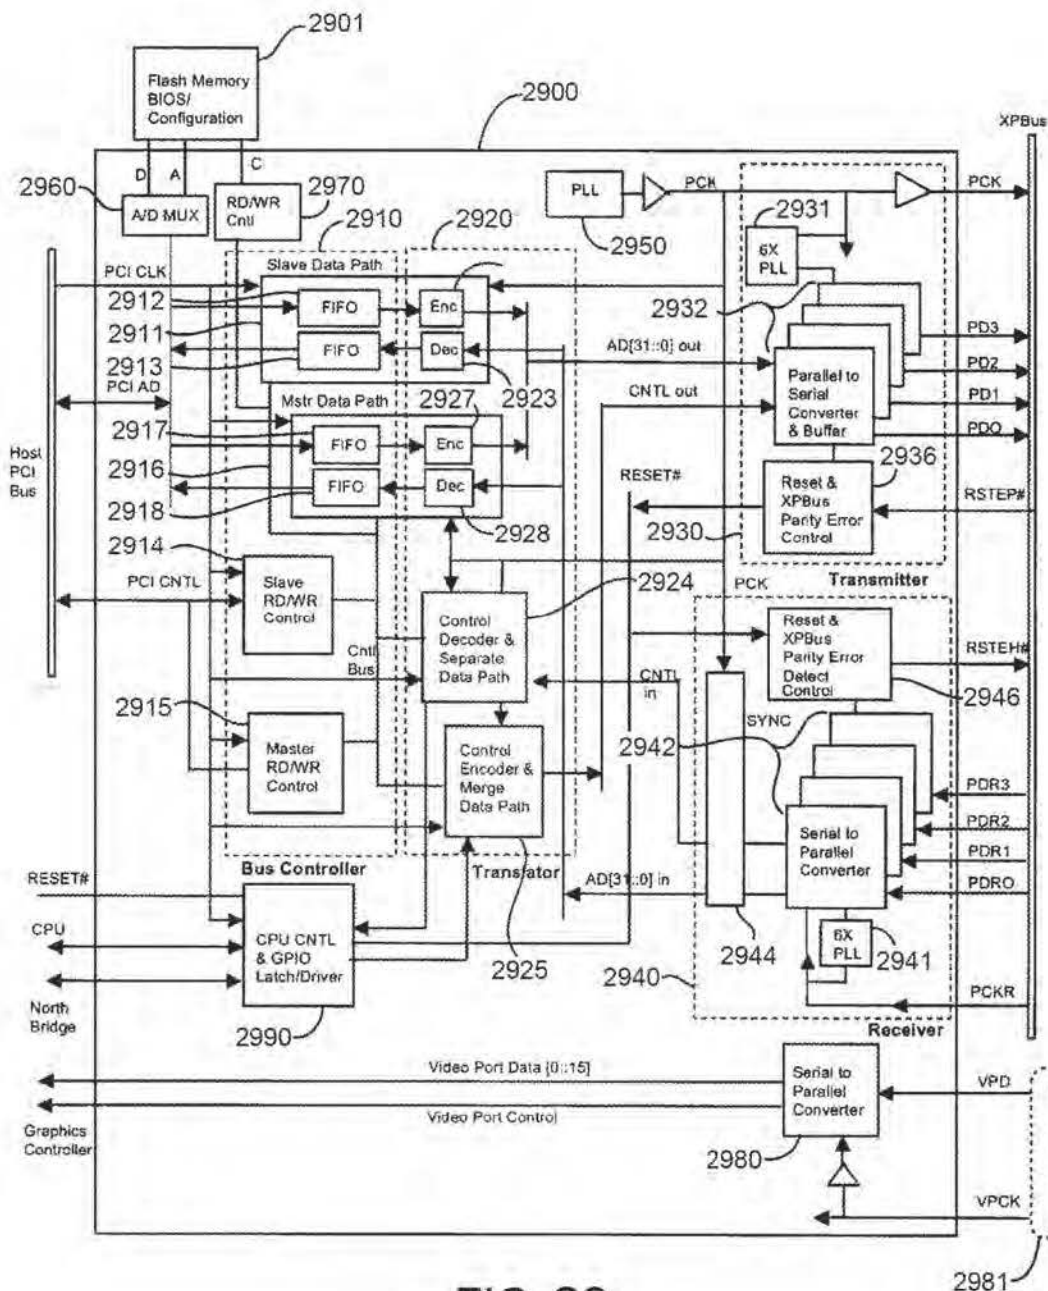 2901
Flash Memory
BIOS/
Configuration
2900
XPBus
D
A
C
2960
A/D MUX
RD/WR
Cntl
2970
2910
2920
PLL
2950
PCK
PCK
2931
6X
PLL
PCI CLK
Slave Data Path
2912
FIFO
Enc
2911
2932
PD3
2913
FIFO
Dec
AD[31::0] out
PD2
PCI AD
Mstr Data Path
2927
2923
CNTL out
Parallel to
Serial
Converter
& Buffer
PD1
PDO
2917
FIFO
Enc
Host
PCI
Bus
2916
2918
FIFO
Dec
RESET#
2936
2928
Reset &
XPBus
Parity Error
Control
RSTEP#
2930
2914
PCI CNTL
Slave
RD/WR
Control
2924
PCK
Transmitter
Control
Decoder &
Separate
Data Path
Cntl
Bus
CNTL
in
Reset &
XPBus
Parity Error
Detect
Control
RSTEH#
2946
2915
Master
RD/WR
Control
Control
Encoder &
Merge
Data Path
SYNC
2942
PDR3
PDR2
Serial to
Parallel
Converter
PDR1
PDRO
Bus Controller
Translator
AD[31::0] in
RESET#
CPU
CPU CNTL
& GPIO
Latch/Driver
2925
2944
6X
PLL
2941
2940
PCKR
North
Bridge
2990
Receiver
Video Port Data [0::15]
Serial to
Parallel
Converter
VPD
Video Port Control
Graphics
Controller
2980
VPCK
2981